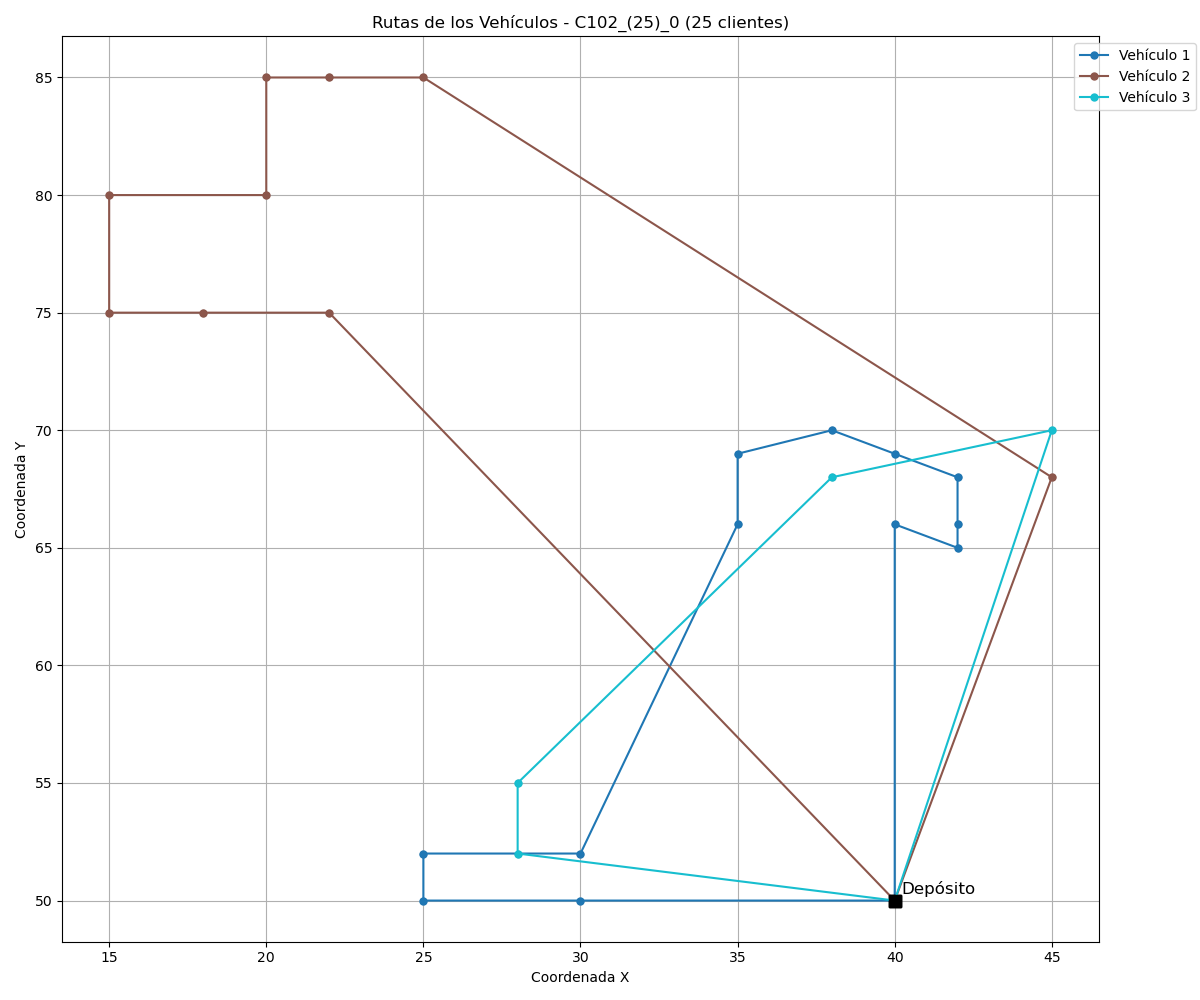 Rutas de los Vehículos - C102_(25)_0 (25 clientes)
Vehículo 1
Vehículo 2
Vehículo 3
85
80
75
70
65
60
55
50
Coordenada Y
Depósito
15 20 25 30 35 40 45
Coordenada X